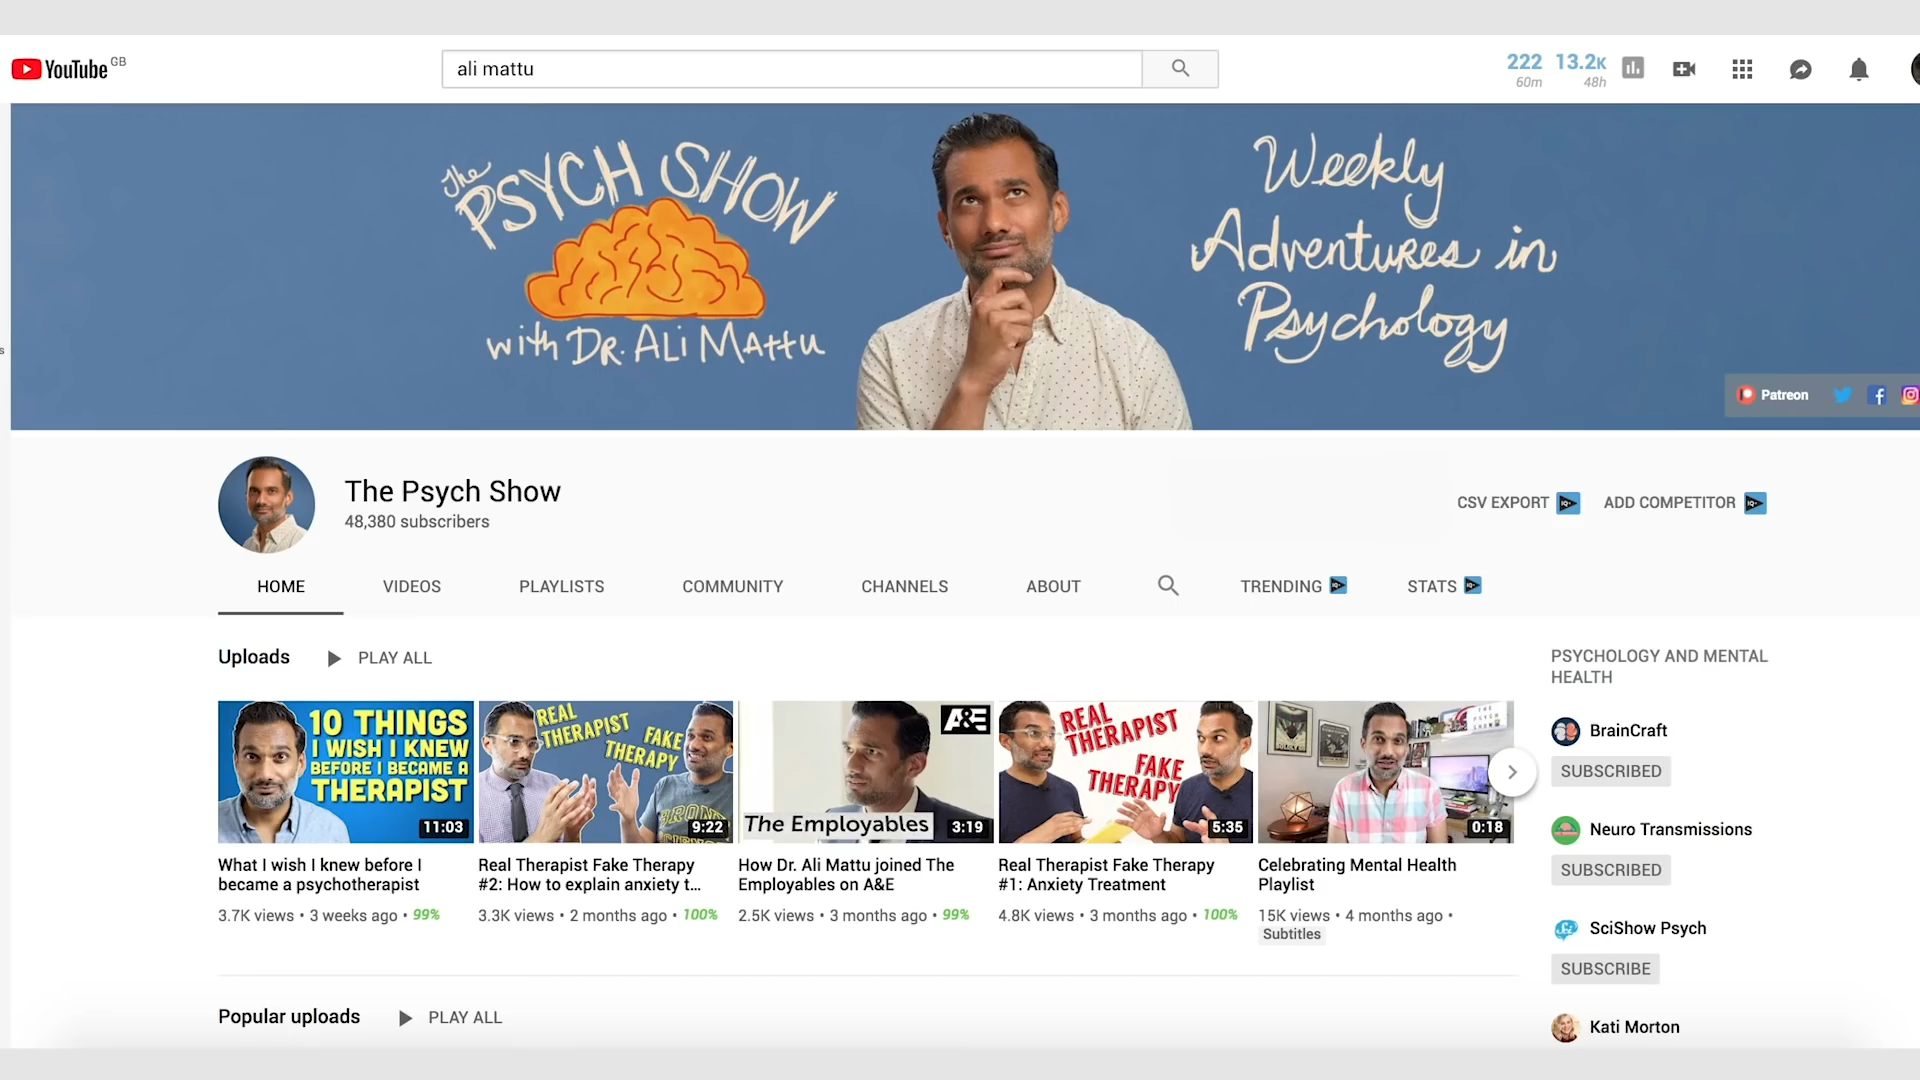 YouTube GB
ali mattu
222 13.2K
60m 48h
The PSYCH SHOW
with DR. ALI MATTU
Weekly
Adventures in
Psychology
Patreon
s
The Psych Show
48,380 subscribers
CSV EXPORT IQ+ ADD COMPETITOR IQ+
HOME VIDEOS PLAYLISTS COMMUNITY CHANNELS ABOUT TRENDING IQ+ STATS IQ+
Uploads PLAY ALL
10 THINGS
I WISH I KNEW
BEFORE I BECAME A
THERAPIST
11:03
What I wish I knew before I
became a psychotherapist
3.7K views • 3 weeks ago • 99%
REAL
THERAPIST
FAKE
THERAPY
9:22
Real Therapist Fake Therapy
#2: How to explain anxiety t...
3.3K views • 2 months ago • 100%
A&E
The Employables
3:19
How Dr. Ali Mattu joined The
Employables on A&E
2.5K views • 3 months ago • 99%
REAL
THERAPIST
FAKE
THERAPY
5:35
Real Therapist Fake Therapy
#1: Anxiety Treatment
4.8K views • 3 months ago • 100%
0:18
Celebrating Mental Health
Playlist
15K views • 4 months ago •
Subtitles
Popular uploads PLAY ALL
PSYCHOLOGY AND MENTAL
HEALTH
BrainCraft
SUBSCRIBED
Neuro Transmissions
SUBSCRIBED
SciShow Psych
SUBSCRIBE
Kati Morton